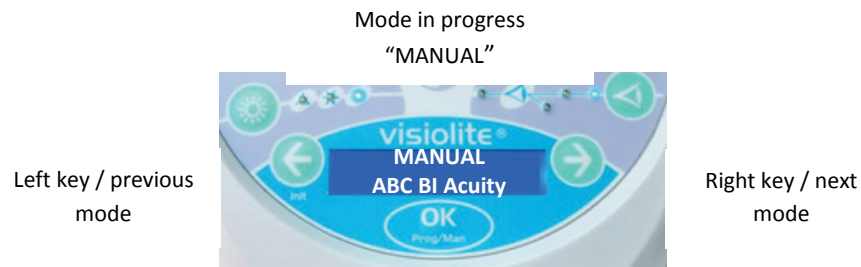 Mode in progress
“MANUAL”
visiolite®
MANUAL
ABC BI Acuity
Left key / previous
mode
Right key / next
mode
init
OK
Prog/Man